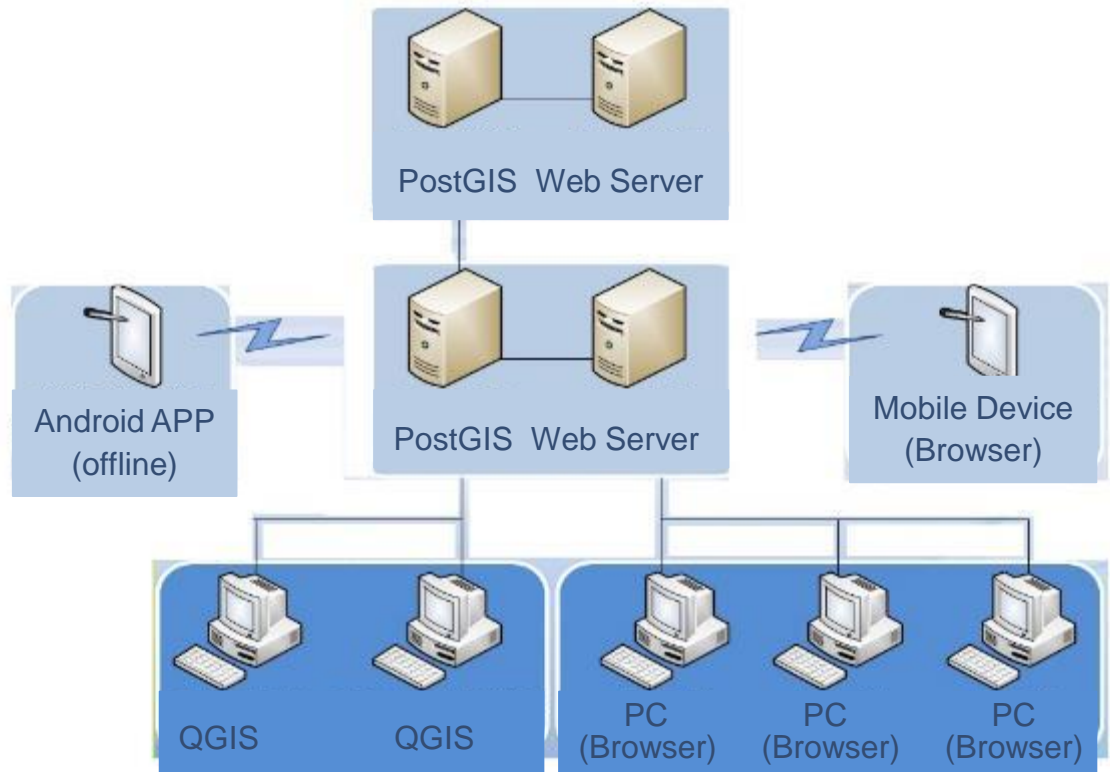 PostGIS Web Server
Android APP
(offline)
PostGIS Web Server
Mobile Device
(Browser)
QGIS
QGIS
PC
(Browser)
PC
(Browser)
PC
(Browser)